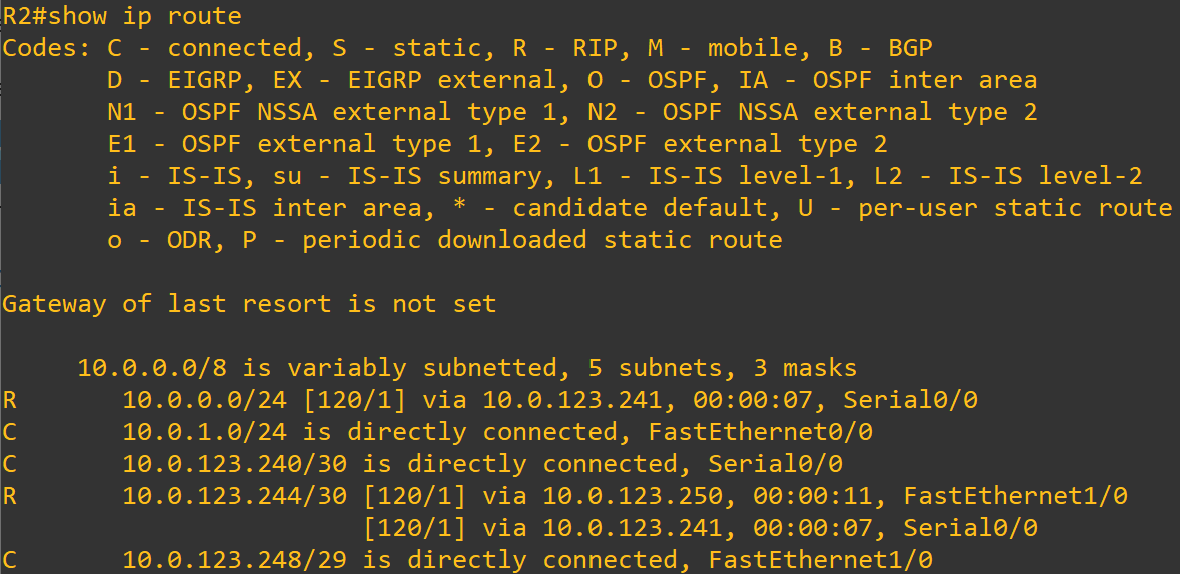 R2#show ip route
Codes: C - connected, S - static, R - RIP, M - mobile, B - BGP
       D - EIGRP, EX - EIGRP external, O - OSPF, IA - OSPF inter area
       N1 - OSPF NSSA external type 1, N2 - OSPF NSSA external type 2
       E1 - OSPF external type 1, E2 - OSPF external type 2
       i - IS-IS, su - IS-IS summary, L1 - IS-IS level-1, L2 - IS-IS level-2
       ia - IS-IS inter area, * - candidate default, U - per-user static route
       o - ODR, P - periodic downloaded static route

Gateway of last resort is not set

     10.0.0.0/8 is variably subnetted, 5 subnets, 3 masks
R       10.0.0.0/24 [120/1] via 10.0.123.241, 00:00:07, Serial0/0
C       10.0.1.0/24 is directly connected, FastEthernet0/0
C       10.0.123.240/30 is directly connected, Serial0/0
R       10.0.123.244/30 [120/1] via 10.0.123.250, 00:00:11, FastEthernet1/0
                        [120/1] via 10.0.123.241, 00:00:07, Serial0/0
C       10.0.123.248/29 is directly connected, FastEthernet1/0